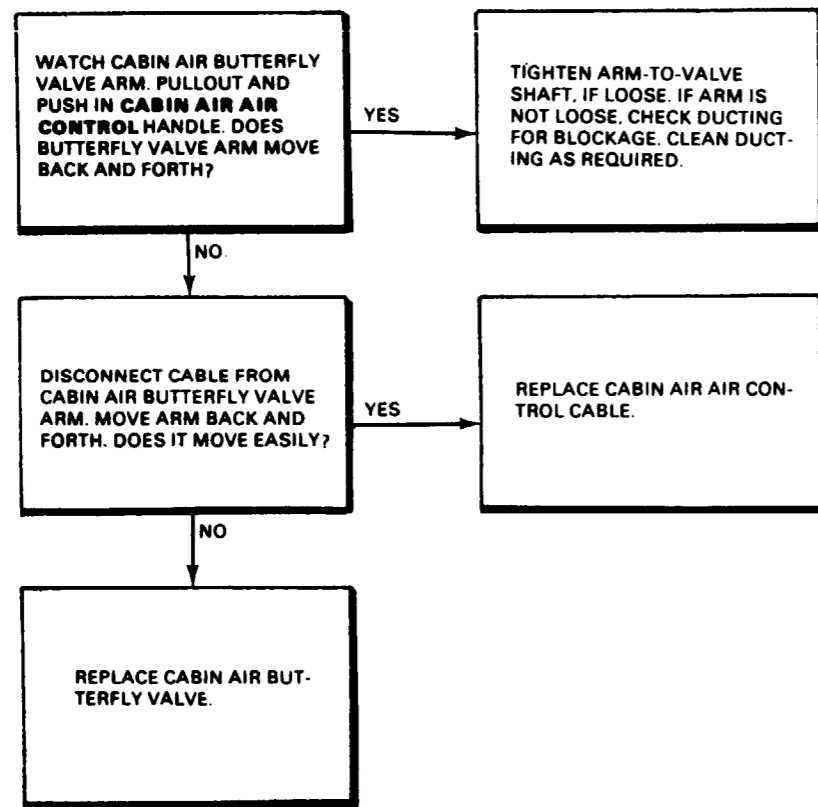 WATCH CABIN AIR BUTTERFLY
VALVE ARM. PULLOUT AND
PUSH IN CABIN AIR AIR
CONTROL HANDLE. DOES
BUTTERFLY VALVE ARM MOVE
BACK AND FORTH?
YES
TIGHTEN ARM-TO-VALVE
SHAFT, IF LOOSE. IF ARM IS
NOT LOOSE, CHECK DUCTING
FOR BLOCKAGE. CLEAN DUCT-
ING AS REQUIRED.
NO
DISCONNECT CABLE FROM
CABIN AIR BUTTERFLY VALVE
ARM. MOVE ARM BACK AND
FORTH. DOES IT MOVE EASILY?
YES
REPLACE CABIN AIR AIR CON-
TROL CABLE.
NO
REPLACE CABIN AIR BUT-
TERFLY VALVE.